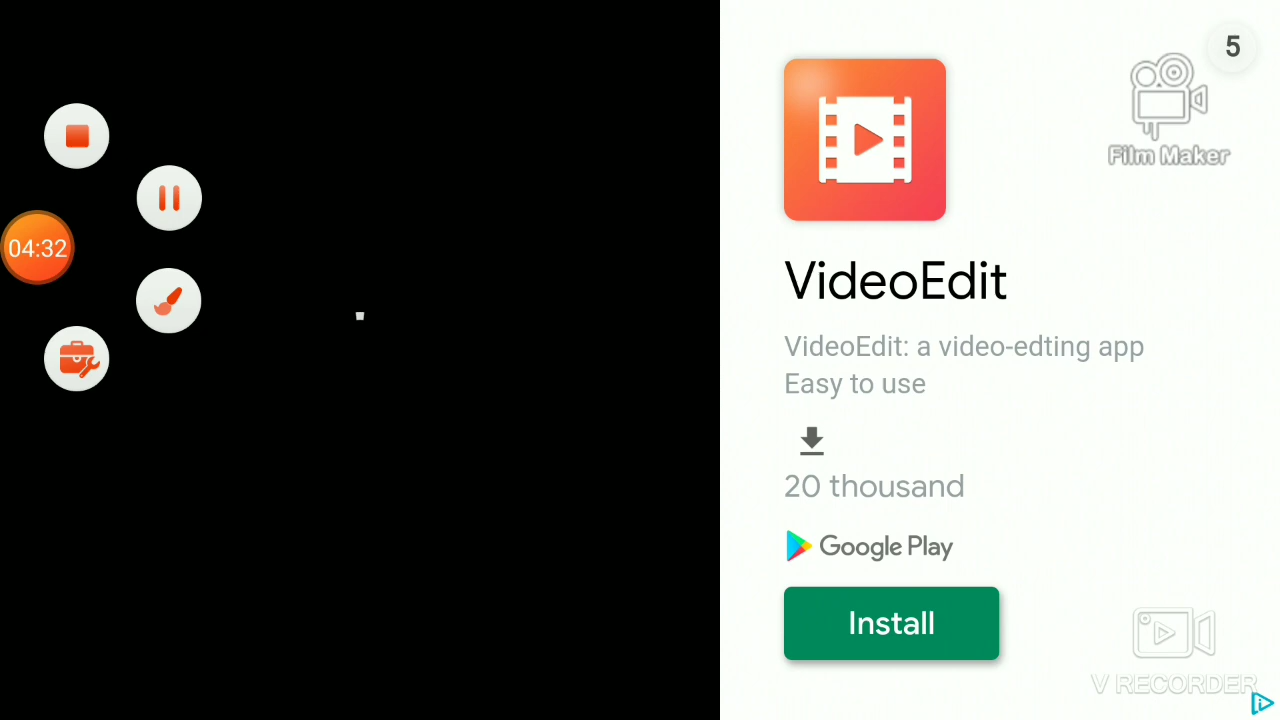 5
Film Maker
04:32
VideoEdit
VideoEdit: a video-edting app
Easy to use
20 thousand
Google Play
Install
V RECORDER